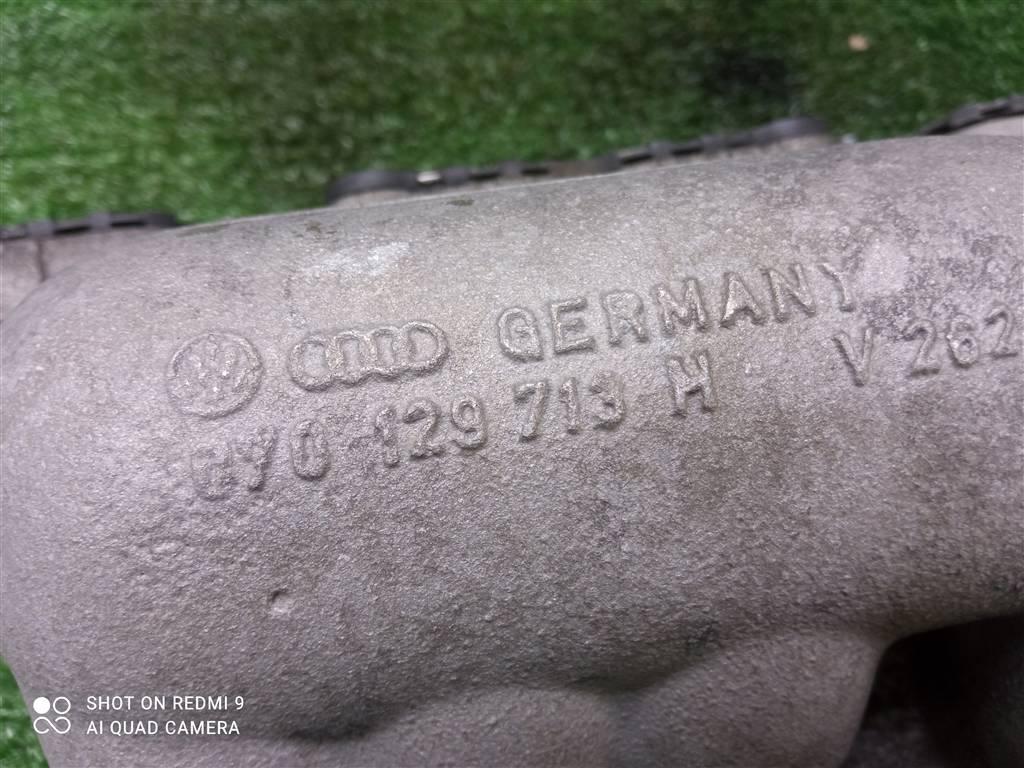 GERMANY
129 713 H V 262
SHOT ON REDMI 9
AI QUAD CAMERA